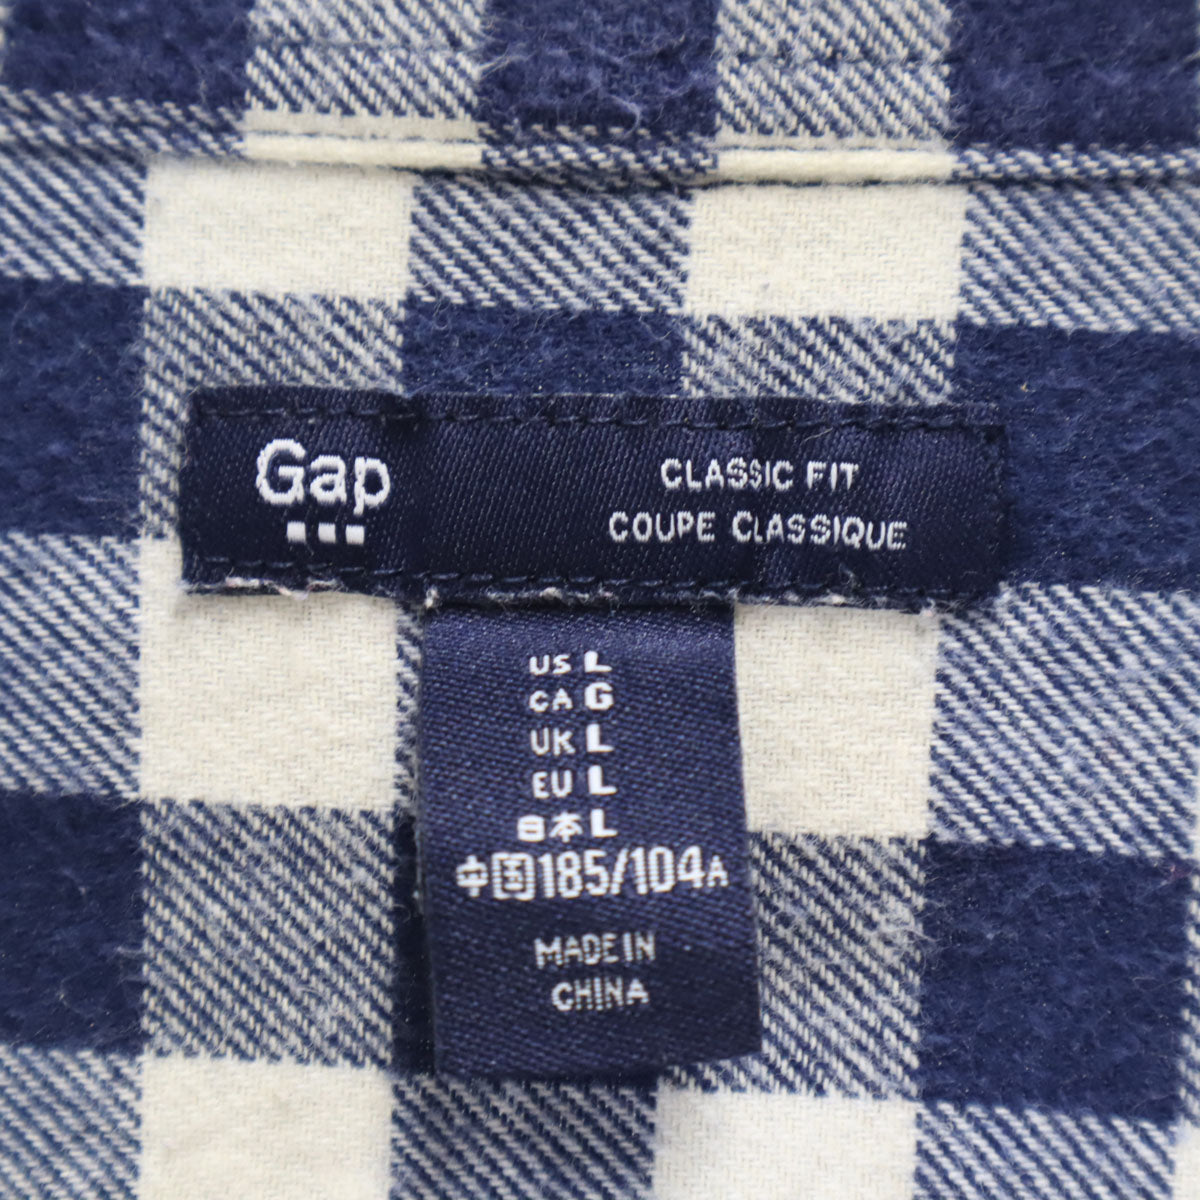 Gap
CLASSIC FIT
COUPE CLASSIQUE
US L
CA G
UK L
EU L
日本 L
中国 185/104A
MADE IN
CHINA